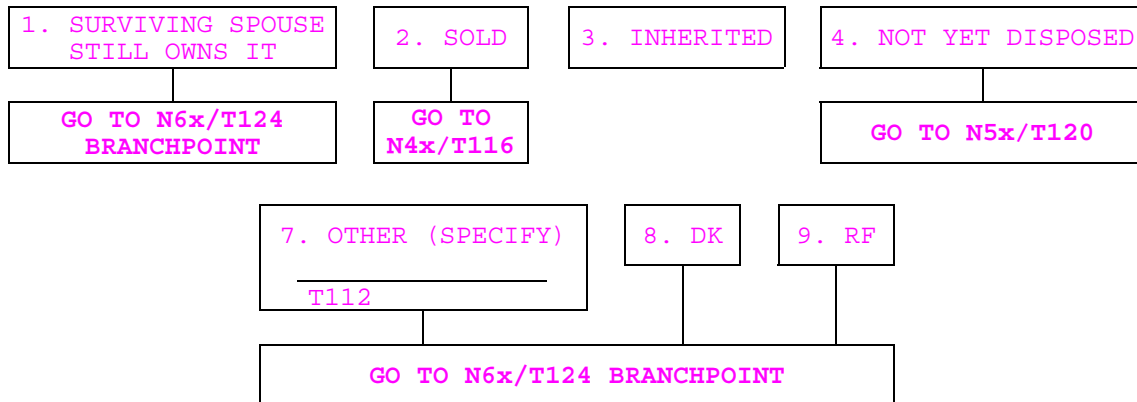 1. SURVIVING SPOUSE
STILL OWNS IT
2. SOLD
3. INHERITED
4. NOT YET DISPOSED
GO TO N6x/T124
BRANCHPOINT
GO TO
N4x/T116
GO TO N5x/T120
7. OTHER (SPECIFY)
T112
8. DK
9. RF
GO TO N6x/T124 BRANCHPOINT